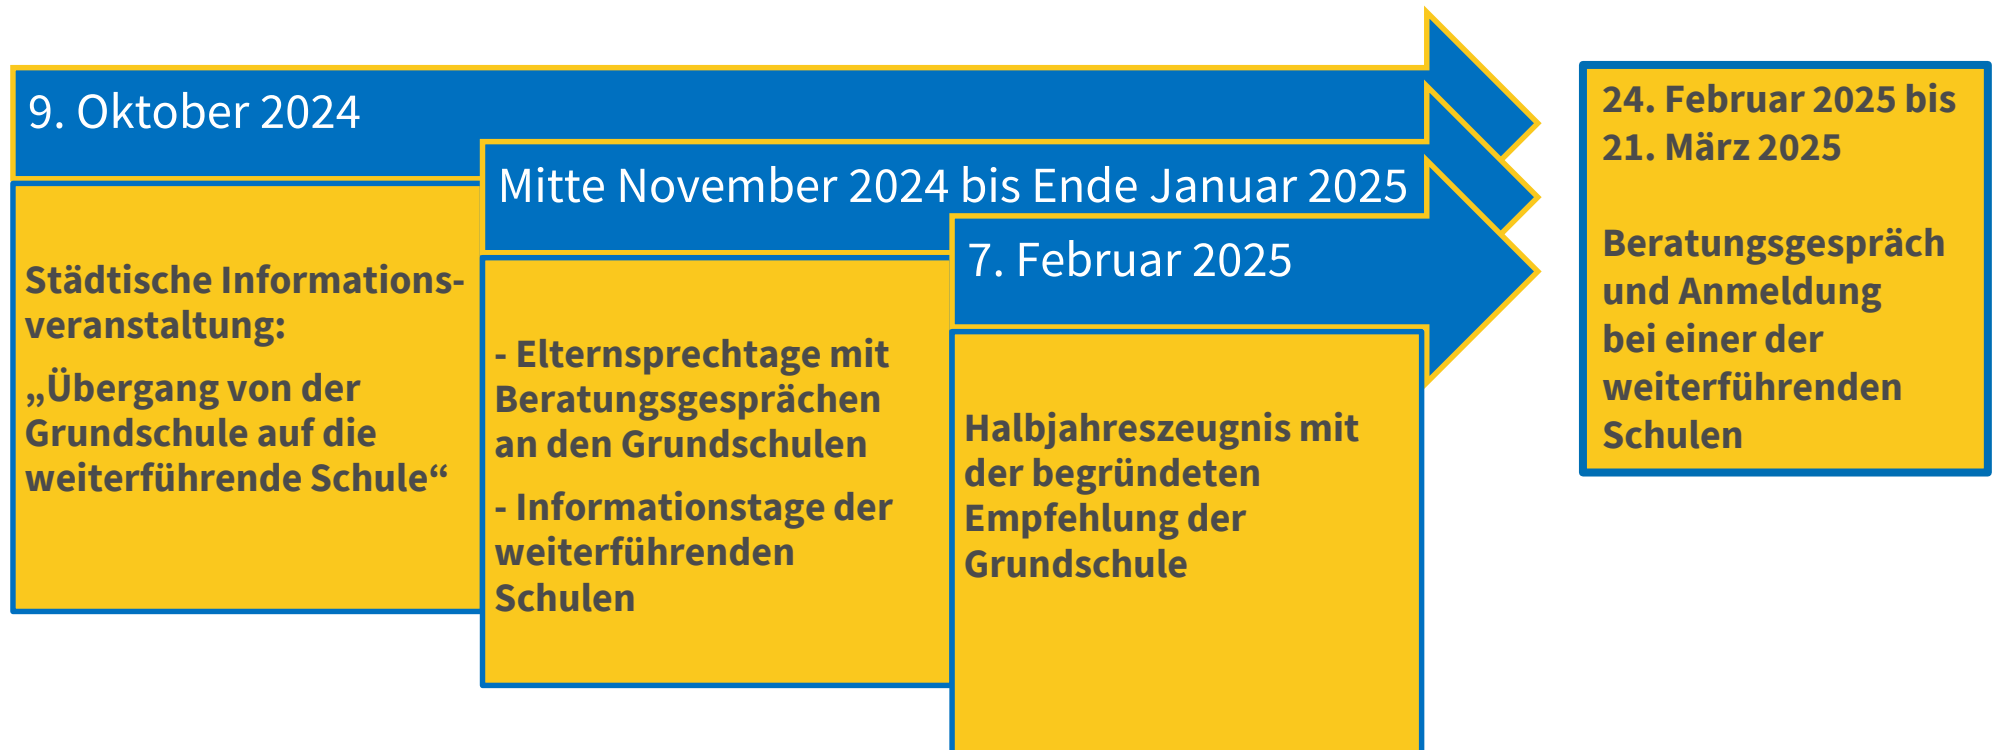 9. Oktober 2024
Städtische Informations-
veranstaltung:
„Übergang von der
Grundschule auf die
weiterführende Schule“
Mitte November 2024 bis Ende Januar 2025
- Elternsprechtage mit
Beratungsgesprächen
an den Grundschulen
- Informationstage der
weiterführenden
Schulen
7. Februar 2025
Halbjahreszeugnis mit
der begründeten
Empfehlung der
Grundschule
24. Februar 2025 bis
21. März 2025
Beratungsgespräch
und Anmeldung
bei einer der
weiterführenden
Schulen